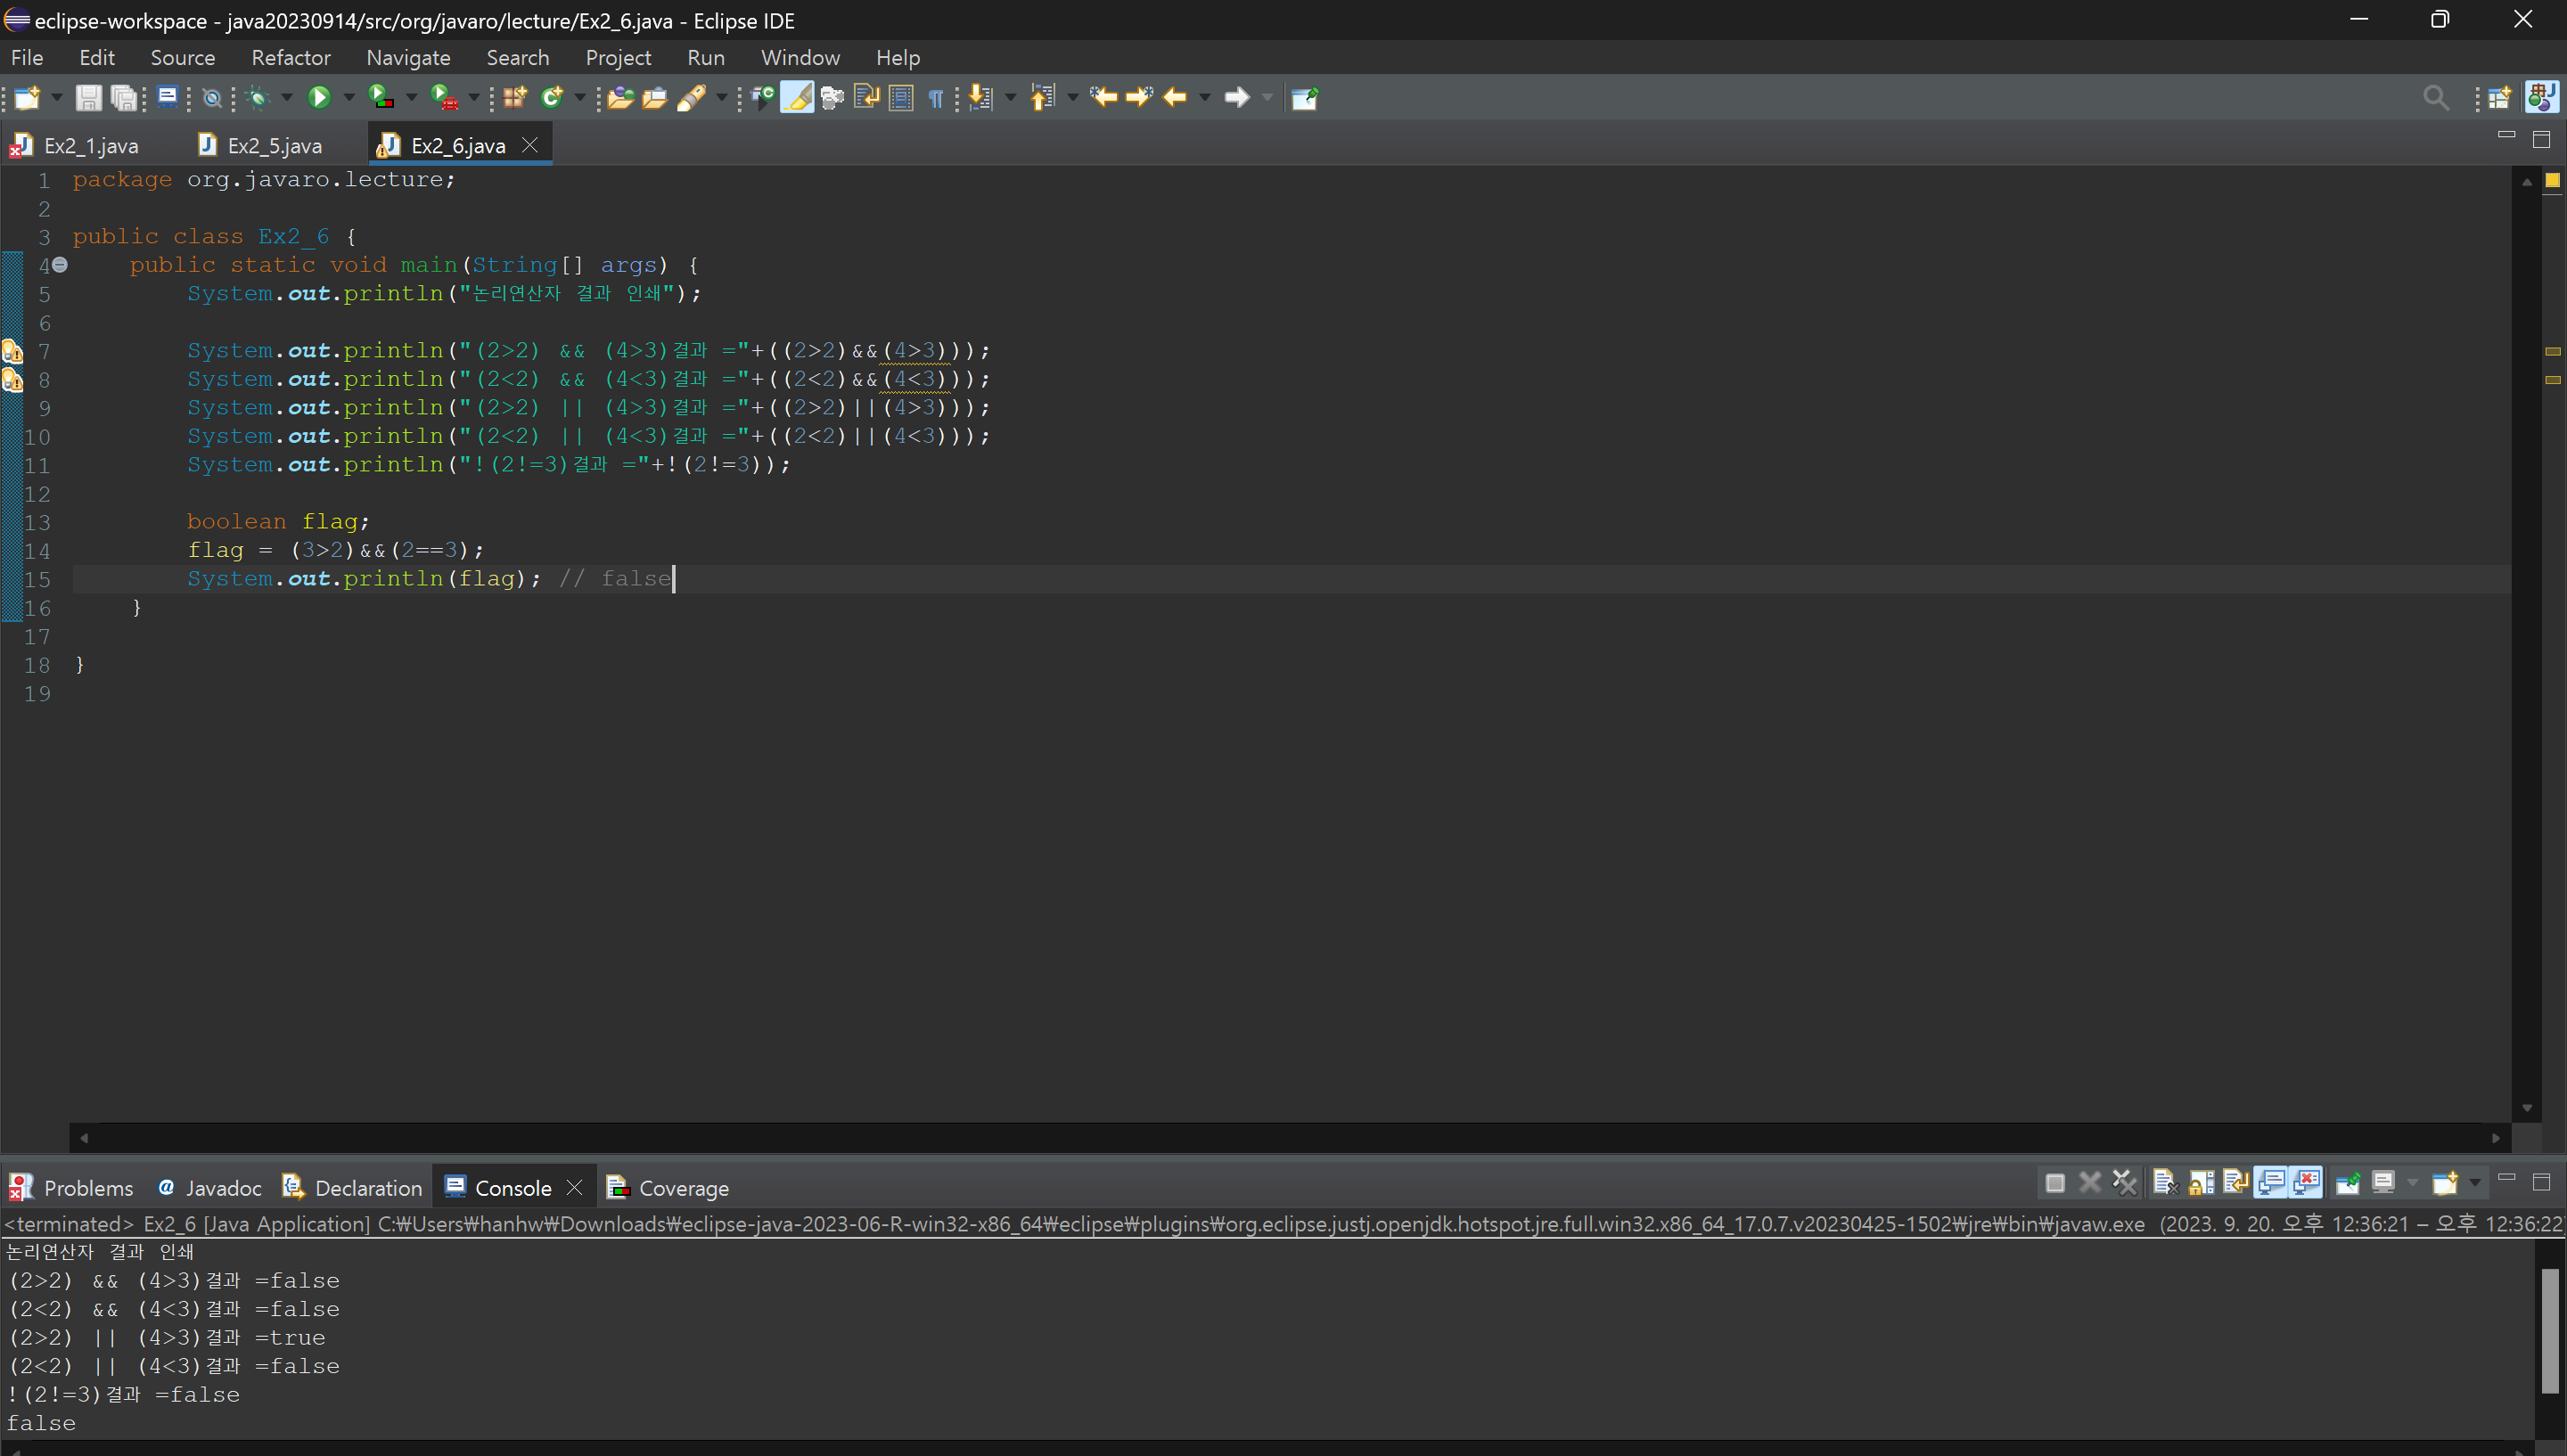 eclipse-workspace - java20230914/src/org/javaro/lecture/Ex2_6.java - Eclipse IDE
File Edit Source Refactor Navigate Search Project Run Window Help
Ex2_1.java Ex2_5.java Ex2_6.java
1 package org.javaro.lecture;
2
3 public class Ex2_6 {
4 public static void main(String[] args) {
5 System.out.println("논리연산자 결과 인쇄");
6
7 System.out.println("(2>2) && (4>3)결과 ="+((2>2)&&(4>3)));
8 System.out.println("(2<2) && (4<3)결과 ="+((2<2)&&(4<3)));
9 System.out.println("(2>2) || (4>3)결과 ="+((2>2)||(4>3)));
10 System.out.println("(2<2) || (4<3)결과 ="+((2<2)||(4<3)));
11 System.out.println("!(2!=3)결과 ="+!(2!=3));
12
13 boolean flag;
14 flag = (3>2)&&(2==3);
15 System.out.println(flag); // false
16 }
17
18 }
19
Problems @ Javadoc Declaration Console Coverage
<terminated> Ex2_6 [Java Application] C:₩Users₩hanhw₩Downloads₩eclipse-java-2023-06-R-win32-x86_64₩eclipse₩plugins₩org.eclipse.justj.openjdk.hotspot.jre.full.win32.x86_64_17.0.7.v20230425-1502₩jre₩bin₩javaw.exe (2023. 9. 20. 오후 12:36:21 – 오후 12:36:22
논리연산자 결과 인쇄
(2>2) && (4>3)결과 =false
(2<2) && (4<3)결과 =false
(2>2) || (4>3)결과 =true
(2<2) || (4<3)결과 =false
!(2!=3)결과 =false
false